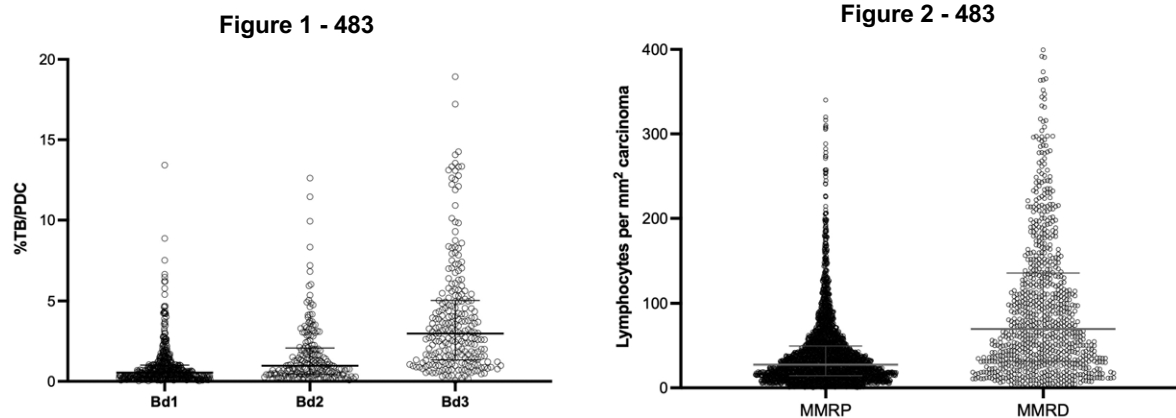 Figure 1 - 483
%TB/PDC
20
15
10
5
0
Bd1 Bd2 Bd3
Figure 2 - 483
Lymphocytes per mm² carcinoma
400
300
200
100
0
MMRP MMRD